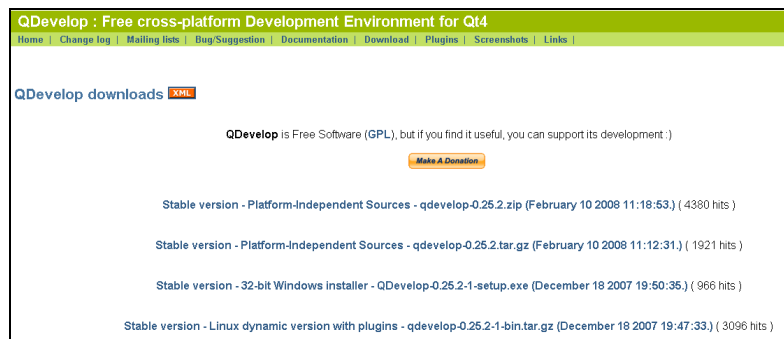 QDevelop : Free cross-platform Development Environment for Qt4
Home | Change log | Mailing lists | Bug/Suggestion | Documentation | Download | Plugins | Screenshots | Links |
QDevelop downloads XML
QDevelop is Free Software (GPL), but if you find it useful, you can support its development :)
Make A Donation
Stable version - Platform-Independent Sources - qdevelop-0.25.2.zip (February 10 2008 11:18:53.) ( 4380 hits )
Stable version - Platform-Independent Sources - qdevelop-0.25.2.tar.gz (February 10 2008 11:12:31.) ( 1921 hits )
Stable version - 32-bit Windows installer - QDevelop-0.25.2-1-setup.exe (December 18 2007 19:50:35.) ( 966 hits )
Stable version - Linux dynamic version with plugins - qdevelop-0.25.2-1-bin.tar.gz (December 18 2007 19:47:33.) ( 3096 hits )